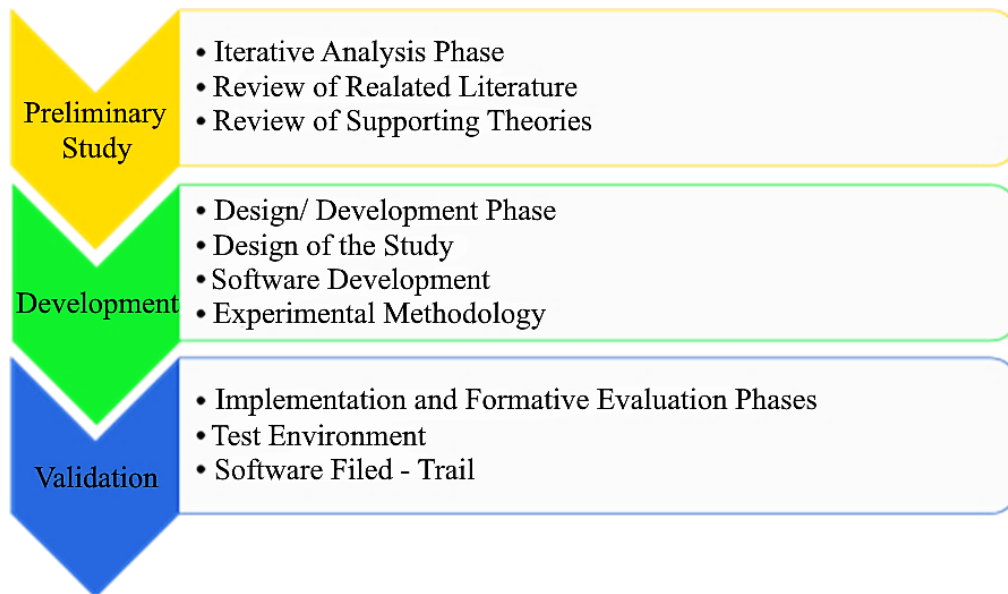 Preliminary
Study
• Iterative Analysis Phase
• Review of Realated Literature
• Review of Supporting Theories
Development
• Design/ Development Phase
• Design of the Study
• Software Development
• Experimental Methodology
Validation
• Implementation and Formative Evaluation Phases
• Test Environment
• Software Filed - Trail